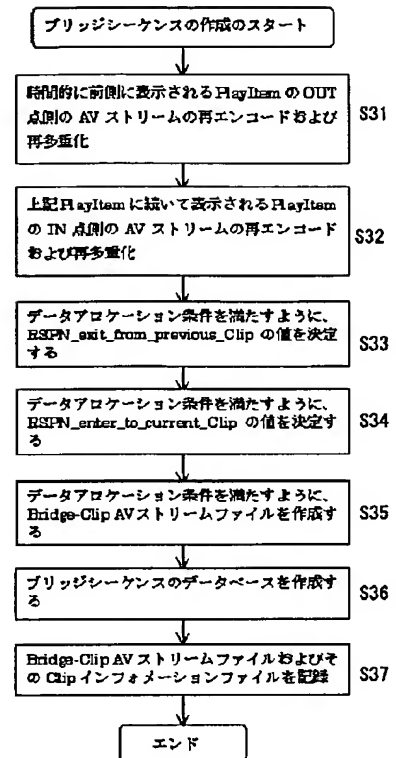 ブリッジシーケンスの作成のスタート
時間的に前側に表示されるPlayItemのOUT
点側のAVストリームの再エンコードおよび
再多重化
S31
上記PlayItemに続いて表示されるPlayItem
のIN点側のAVストリームの再エンコード
および再多重化
S32
データアロケーション条件を満たすように、
RSPN_exit_from_previous_Clipの値を決定
する
S33
データアロケーション条件を満たすように、
RSPN_enter_to_current_Clipの値を決定す
る
S34
データアロケーション条件を満たすように、
Bridge-Clip AVストリームファイルを作成す
る
S35
ブリッジシーケンスのデータベースを作成す
る
S36
Bridge-Clip AVストリームファイルおよびそ
のClipインフォメーションファイルを記録
S37
エンド